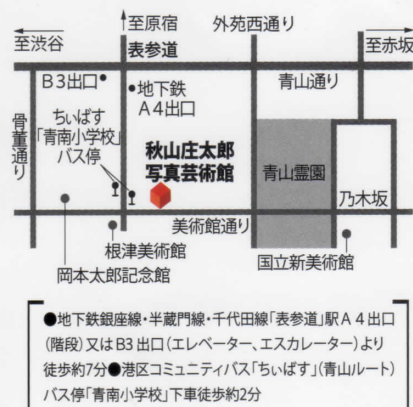 至原宿
外苑西通り
至渋谷
表参道
至赤坂
B3出口
地下鉄
A4出口
青山通り
骨董通り
ちぃばす
「青南小学校」
バス停
秋山庄太郎
写真芸術館
青山霊園
乃木坂
美術館通り
根津美術館
岡本太郎記念館
国立新美術館
●地下鉄銀座線・半蔵門線・千代田線「表参道」駅A4出口
(階段)又はB3出口(エレベーター、エスカレーター)より
徒歩約7分●港区コミュニティバス「ちぃばす」(青山ルート)
バス停「青南小学校」下車徒歩約2分